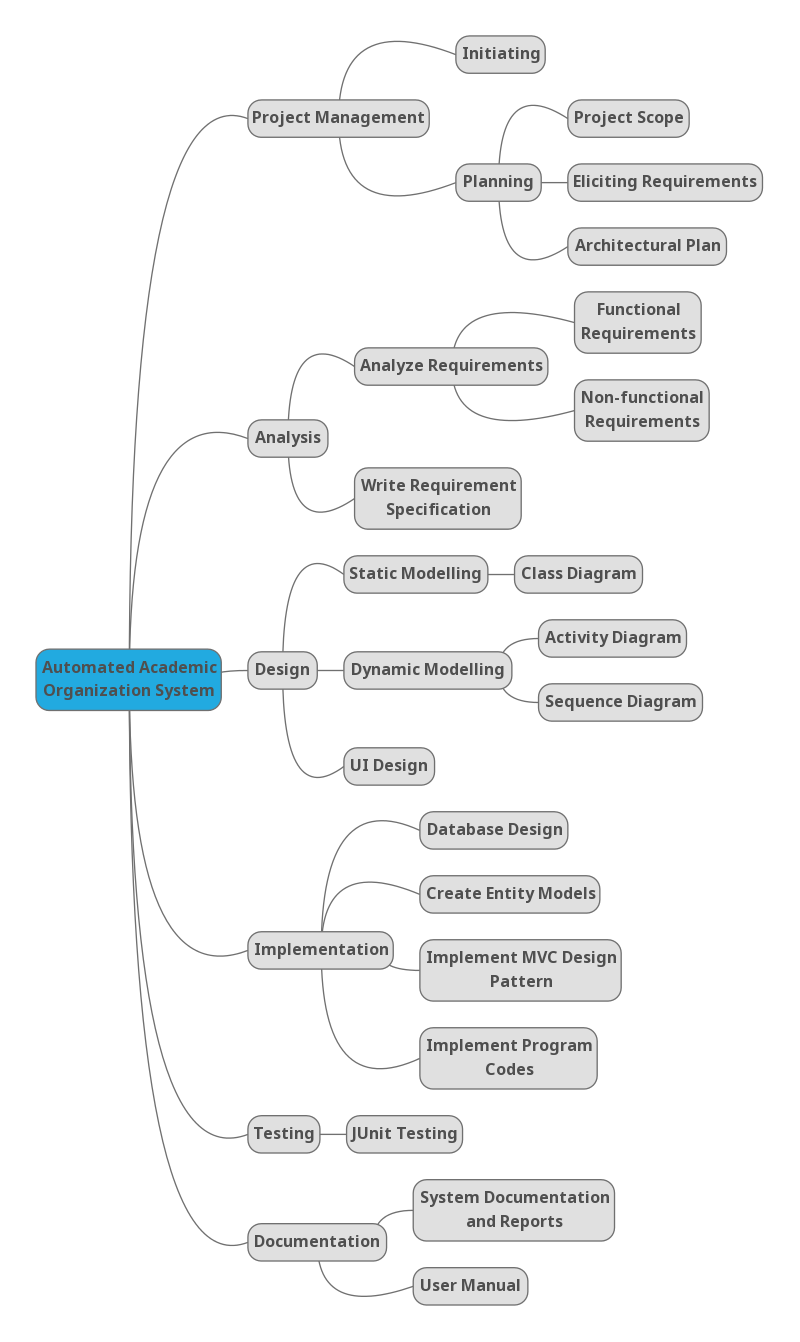 Initiating
Project Management
Project Scope
Planning
Eliciting Requirements
Architectural Plan
Functional
Requirements
Analyze Requirements
Non-functional
Requirements
Analysis
Write Requirement
Specification
Static Modelling
Class Diagram
Activity Diagram
Automated Academic
Organization System
Design
Dynamic Modelling
Sequence Diagram
UI Design
Database Design
Create Entity Models
Implementation
Implement MVC Design
Pattern
Implement Program
Codes
Testing
JUnit Testing
System Documentation
and Reports
Documentation
User Manual